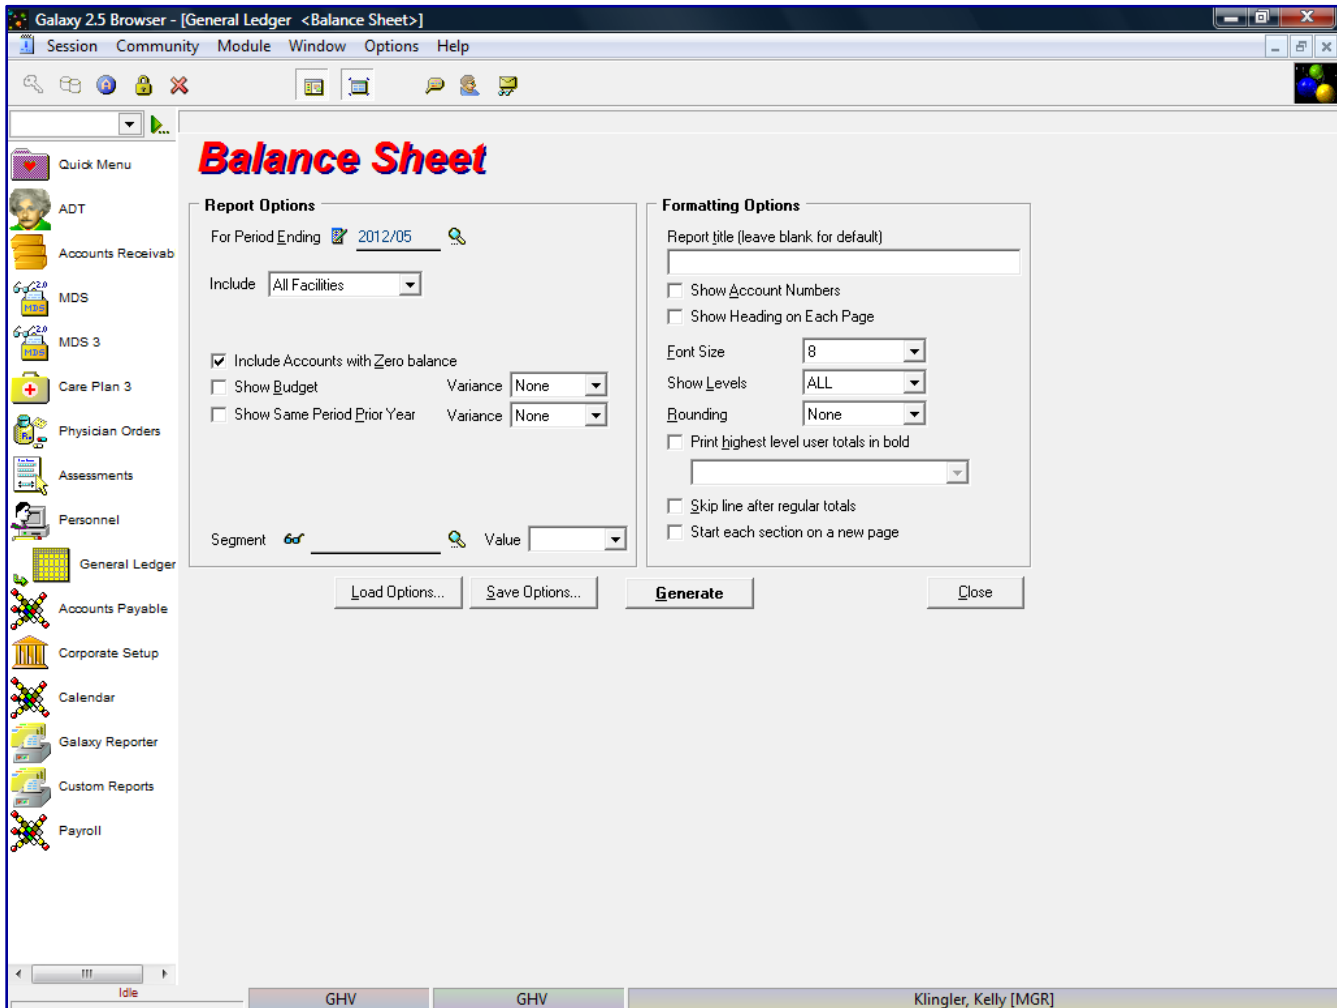 Galaxy 2.5 Browser - [General Ledger <Balance Sheet>]
Session Community Module Window Options Help
Quick Menu
ADT
Accounts Receivab
MDS
MDS 3
Care Plan 3
Physician Orders
Assessments
Personnel
General Ledger
Accounts Payable
Corporate Setup
Calendar
Galaxy Reporter
Custom Reports
Payroll
Balance Sheet
Report Options
For Period Ending 2012/05
Include All Facilities
Include Accounts with Zero balance
Show Budget Variance None
Show Same Period Prior Year Variance None
Segment Value
Formatting Options
Report title (leave blank for default)
Show Account Numbers
Show Heading on Each Page
Font Size 8
Show Levels ALL
Rounding None
Print highest level user totals in bold
Skip line after regular totals
Start each section on a new page
Load Options... Save Options... Generate Close
Idle GHV GHV Klingler, Kelly [MGR]